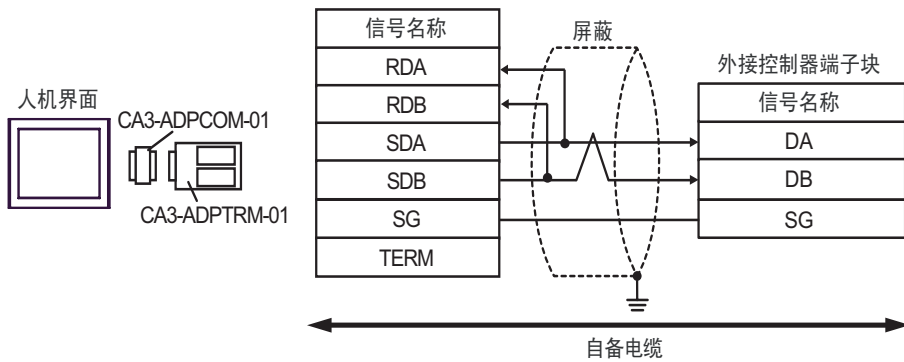 人机界面
CA3-ADPCOM-01
CA3-ADPTRM-01
信号名称
RDA
RDB
SDA
SDB
SG
TERM
屏蔽
外接控制器端子块
信号名称
DA
DB
SG
自备电缆